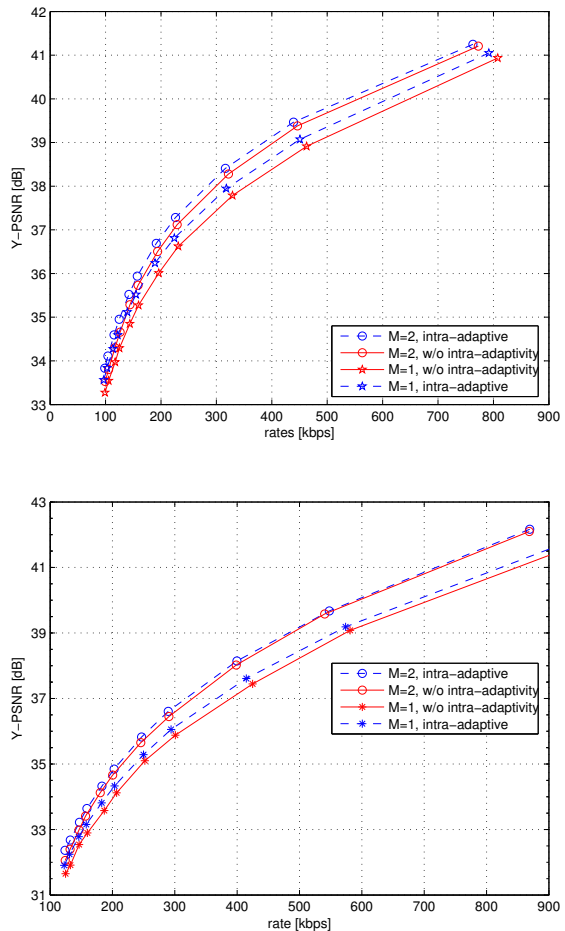 42
41
40
39
38
37
36
35
34
33
Y−PSNR [dB]
0 100 200 300 400 500 600 700 800 900
rates [kbps]
M=2, intra−adaptive
M=2, w/o intra−adaptivity
M=1, w/o intra−adaptivity
M=1, intra−adaptive
43
41
39
37
35
33
31
Y−PSNR [dB]
100 200 300 400 500 600 700 800 900
rate [kbps]
M=2, intra−adaptive
M=2, w/o intra−adaptivity
M=1, w/o intra−adaptivity
M=1, intra−adaptive